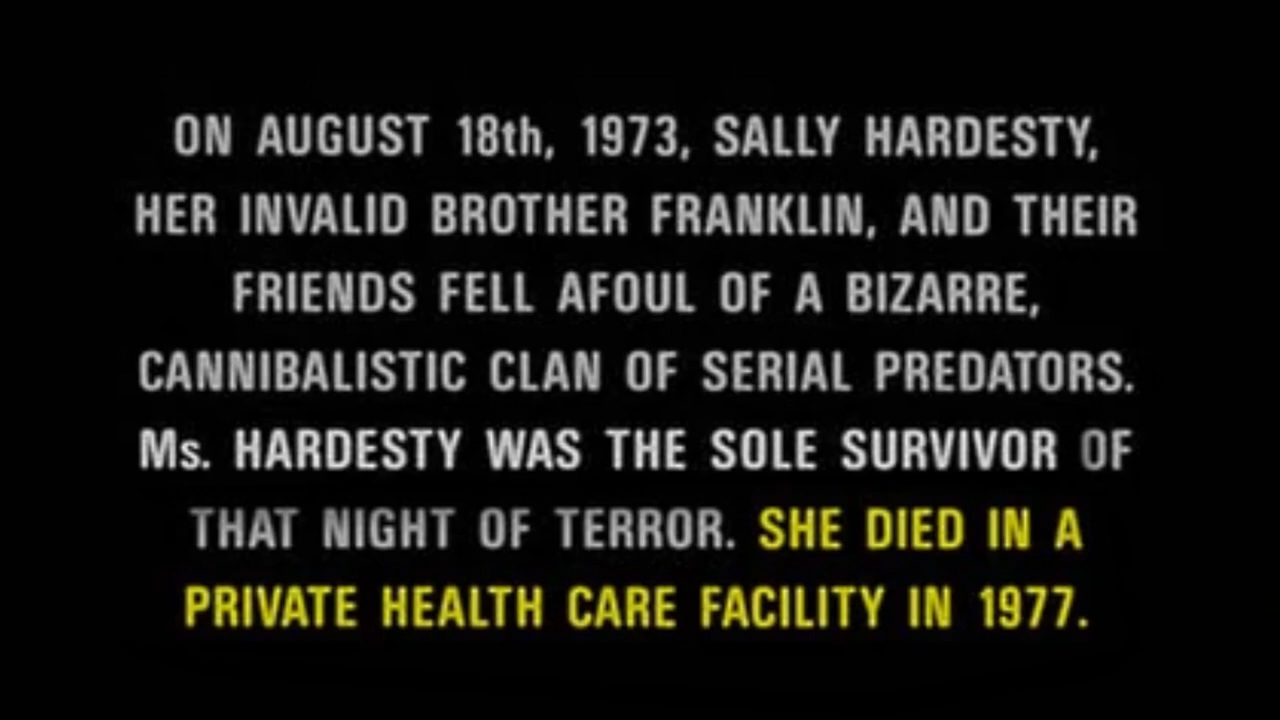 ON AUGUST 18th, 1973, SALLY HARDESTY,
HER INVALID BROTHER FRANKLIN, AND THEIR
FRIENDS FELL AFOUL OF A BIZARRE,
CANNIBALISTIC CLAN OF SERIAL PREDATORS.
Ms. HARDESTY WAS THE SOLE SURVIVOR OF
THAT NIGHT OF TERROR. SHE DIED IN A
PRIVATE HEALTH CARE FACILITY IN 1977.